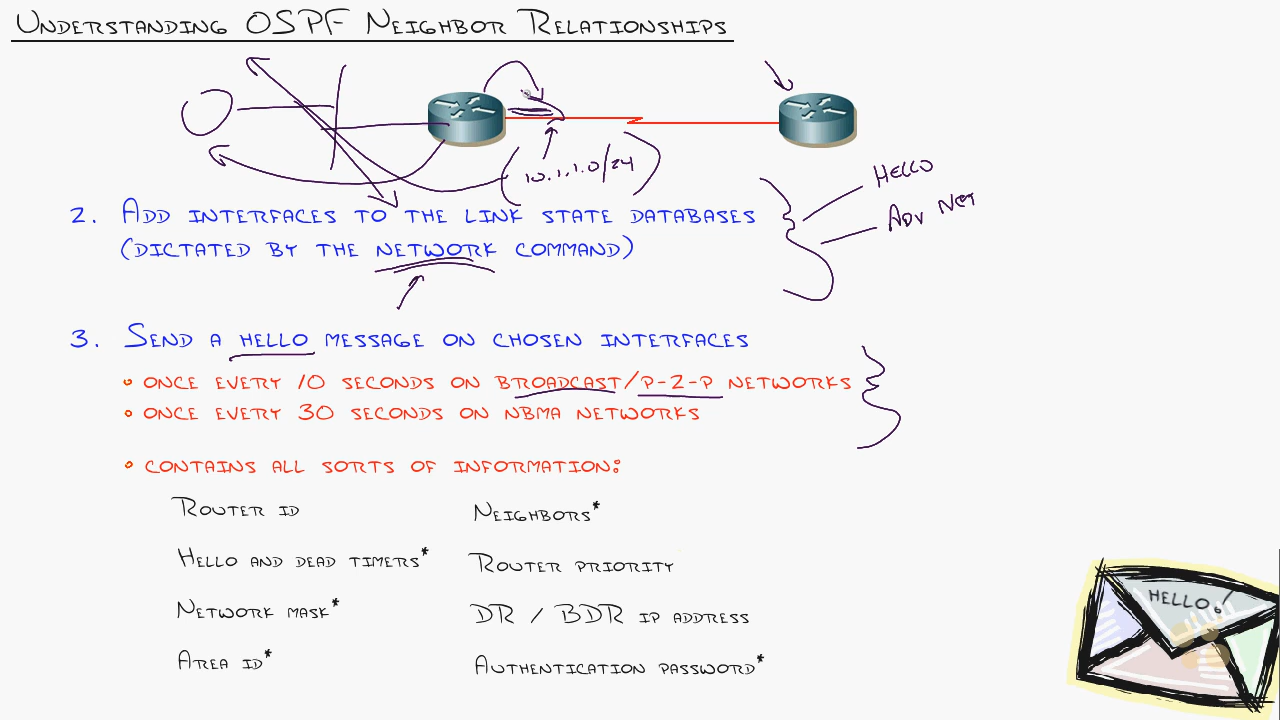 Understanding OSPF Neighbor Relationships
10.1.1.0/24
HELLO
ADV NET
2. Add interfaces to the link state databases
(dictated by the network command)
3. Send a hello message on chosen interfaces
• once every 10 seconds on broadcast/p-2-p networks
• once every 30 seconds on NBMA networks
• contains all sorts of information:
Router ID
Neighbors*
Hello and dead timers*
Router priority
Network mask*
DR / BDR IP address
Area ID*
Authentication password*
HELLO!